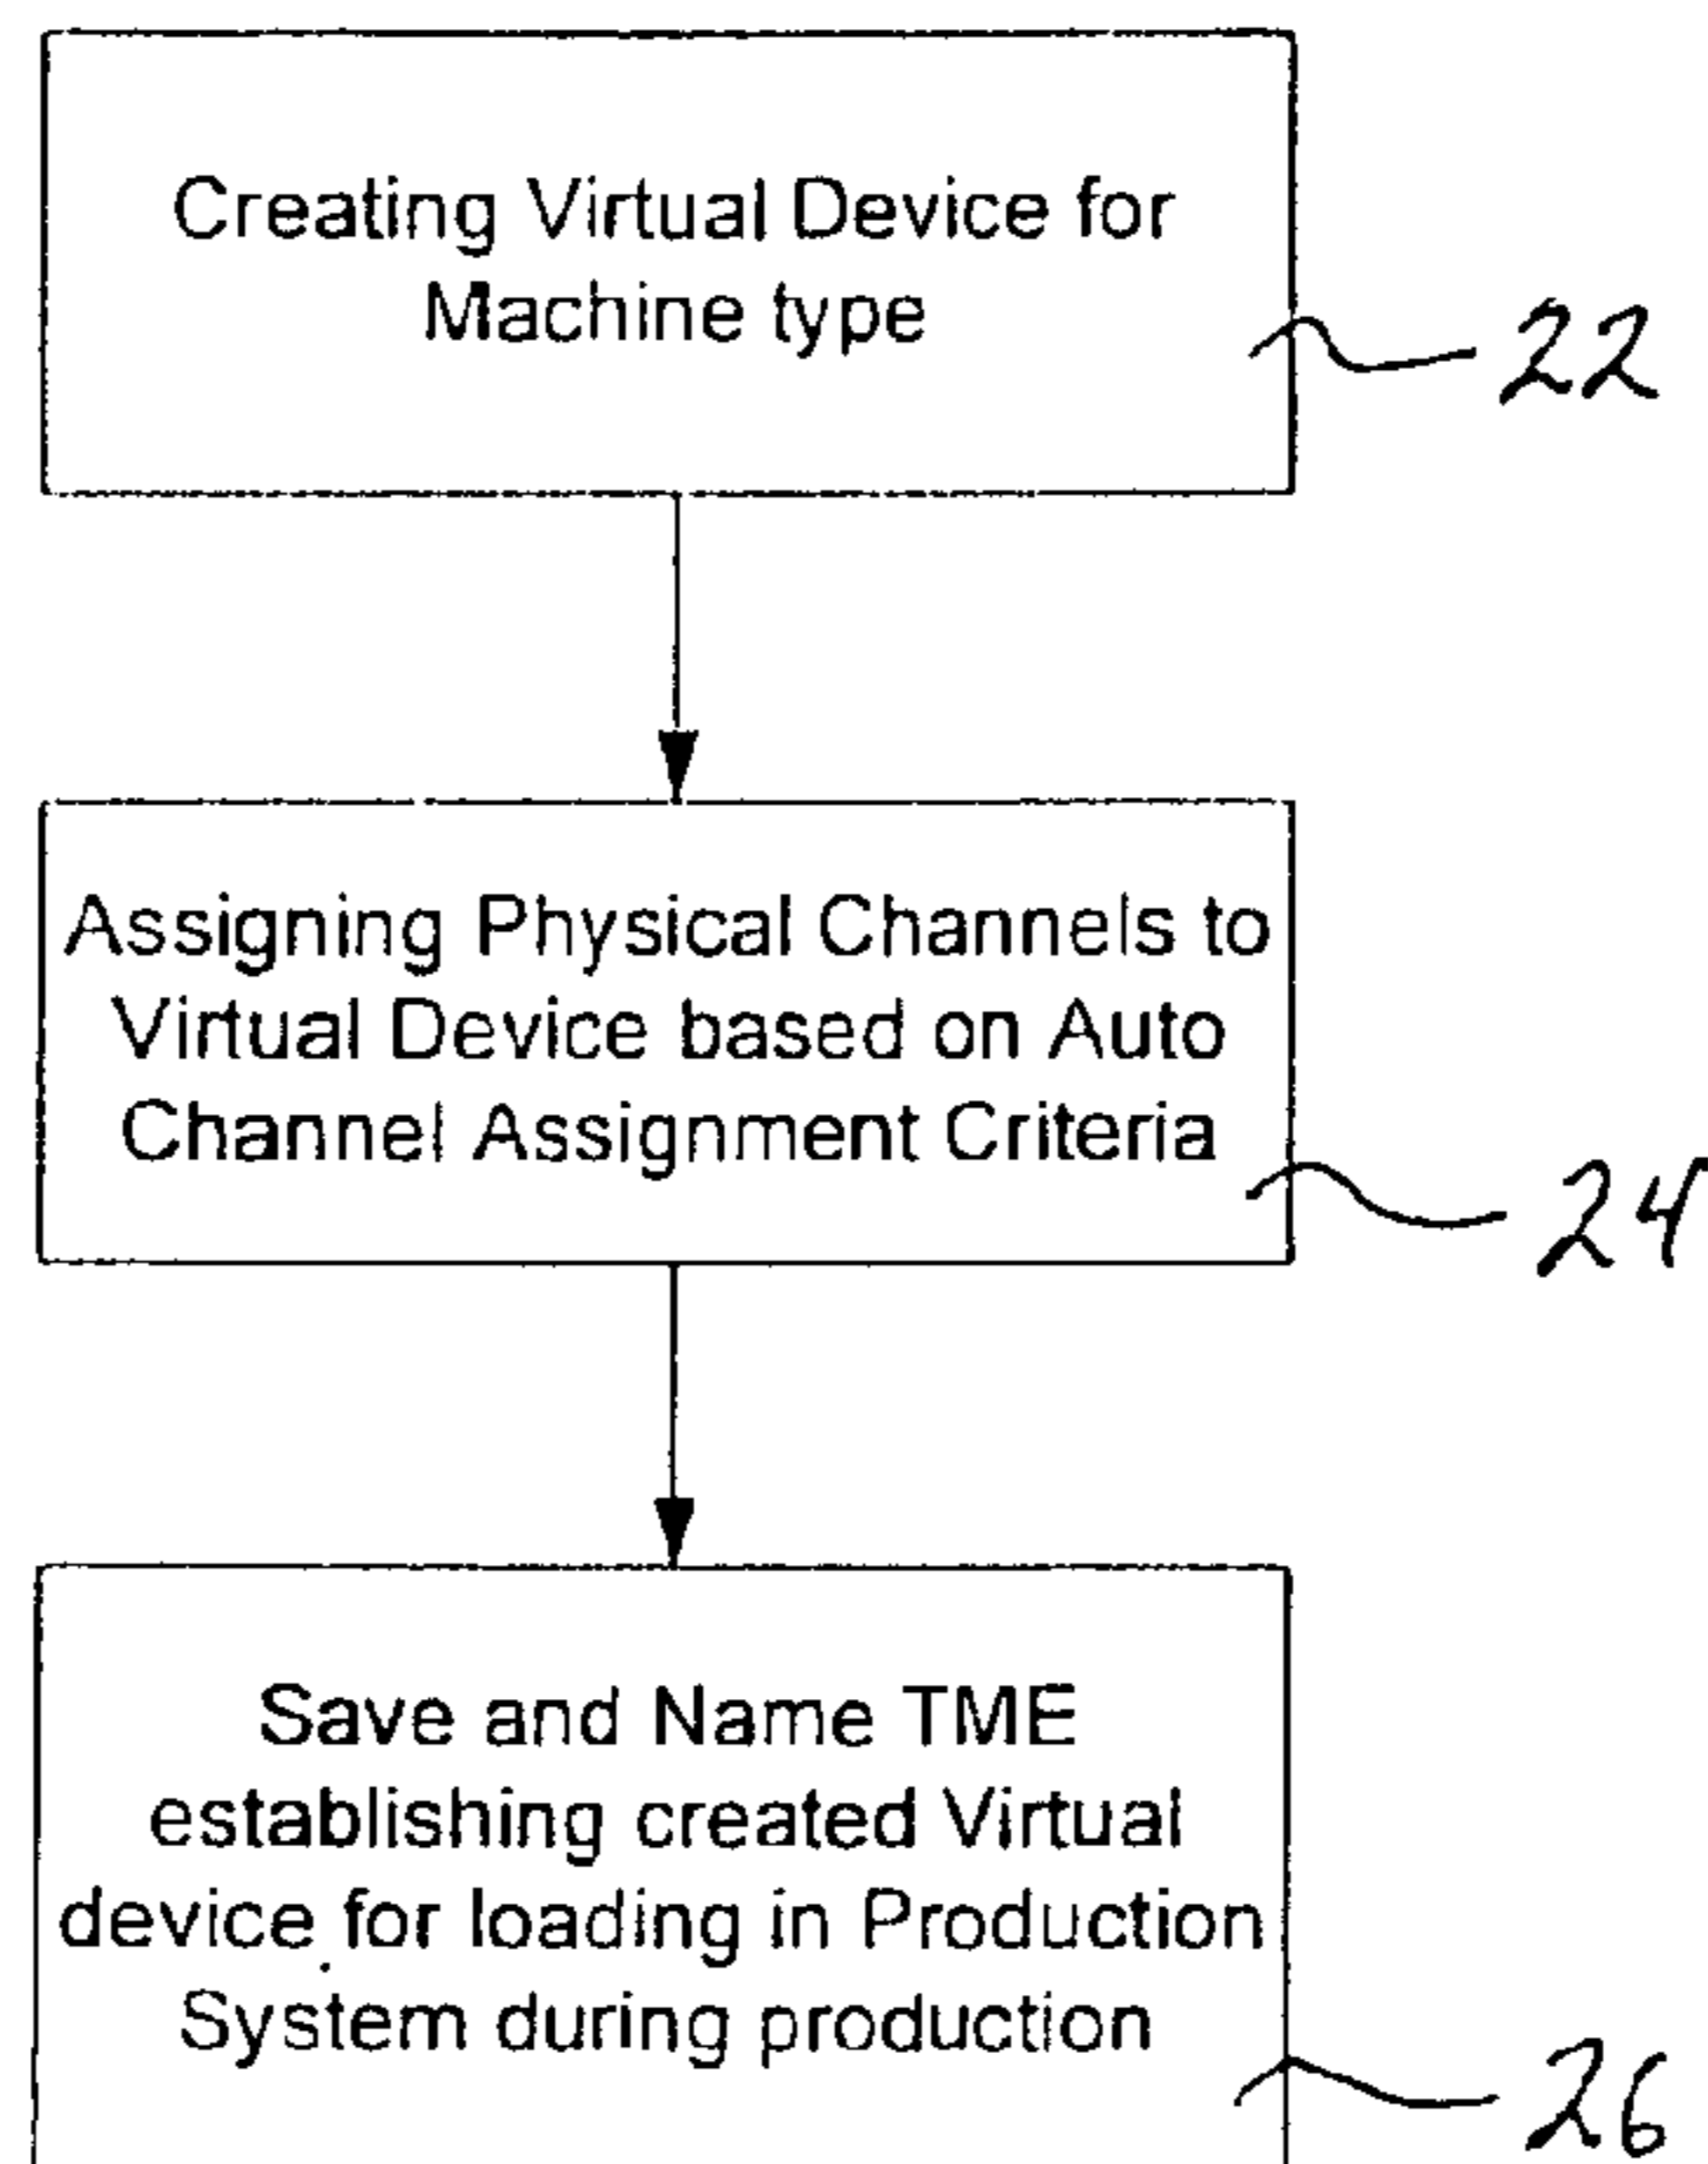 Creating Virtual Device for
Machine type
22
Assigning Physical Channels to
Virtual Device based on Auto
Channel Assignment Criteria
24
Save and Name TME
establishing created Virtual
device for loading in Production
System during production
26